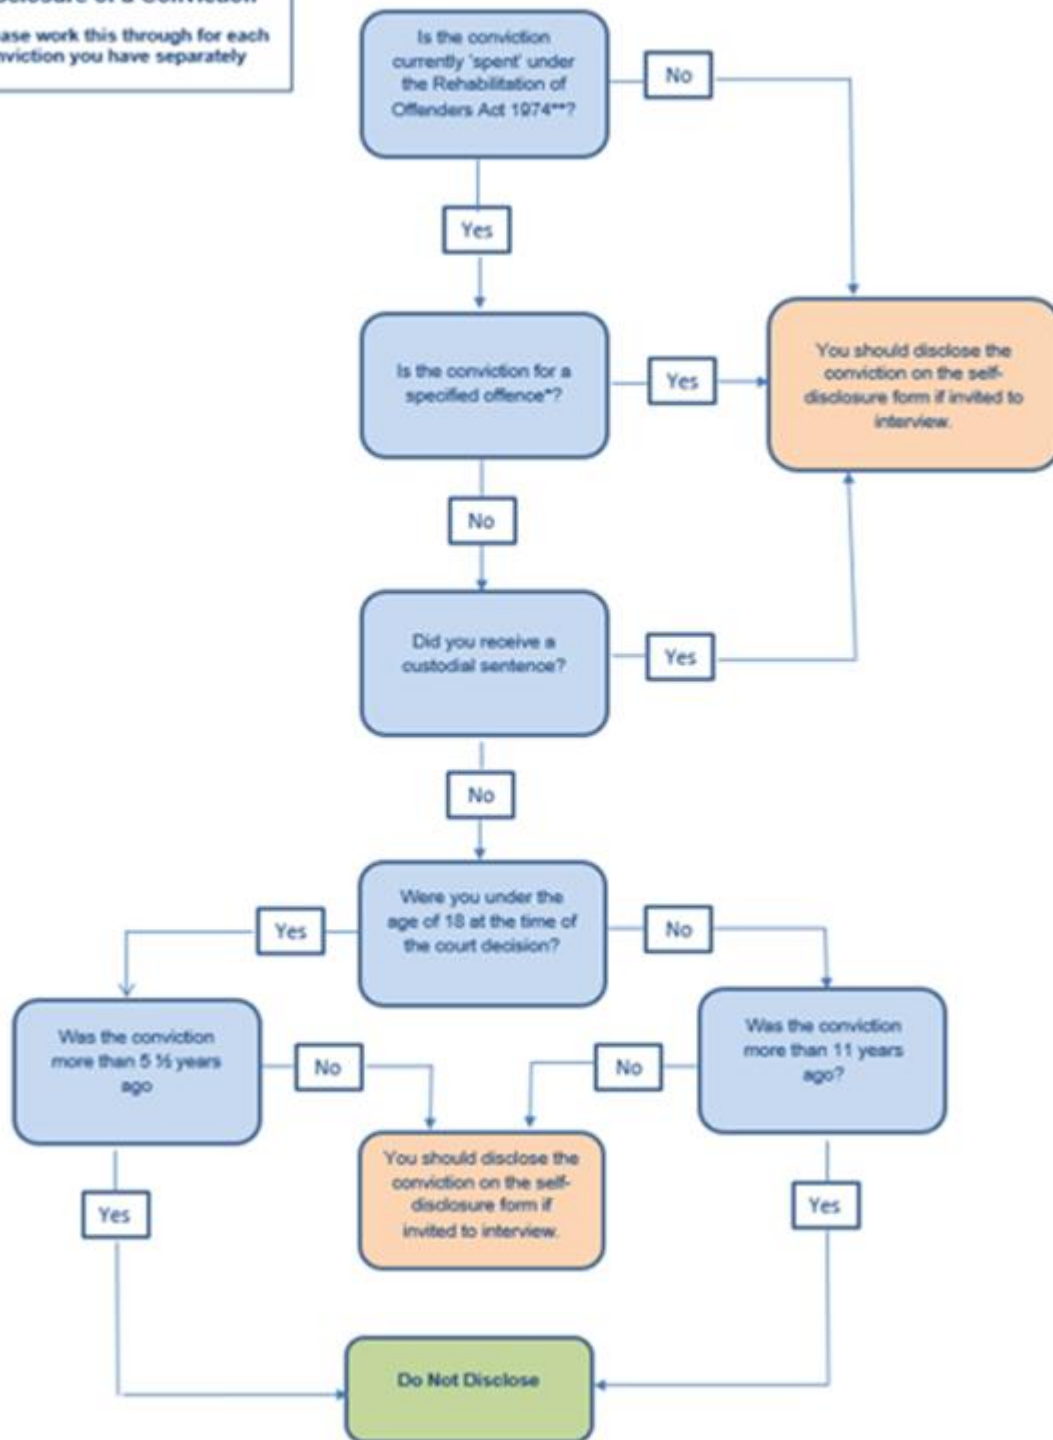 of a Conviction
work this through for each
you have separately
Is the conviction
currently 'spent' under
the Rehabilitation of
Offenders Act 1974**?
No
Yes
Is the conviction for a
specified offence*?
Yes
You should disclose the
conviction on the self-
disclosure form if invited to
interview.
No
Did you receive a
custodial sentence?
Yes
No
Were you under the
age of 18 at the time of
the court decision?
Yes
No
Was the conviction
more than 5 ½ years
ago
No
No
Was the conviction
more than 11 years
ago?
You should disclose the
conviction on the self-
disclosure form if
invited to interview.
Yes
Yes
Do Not Disclose